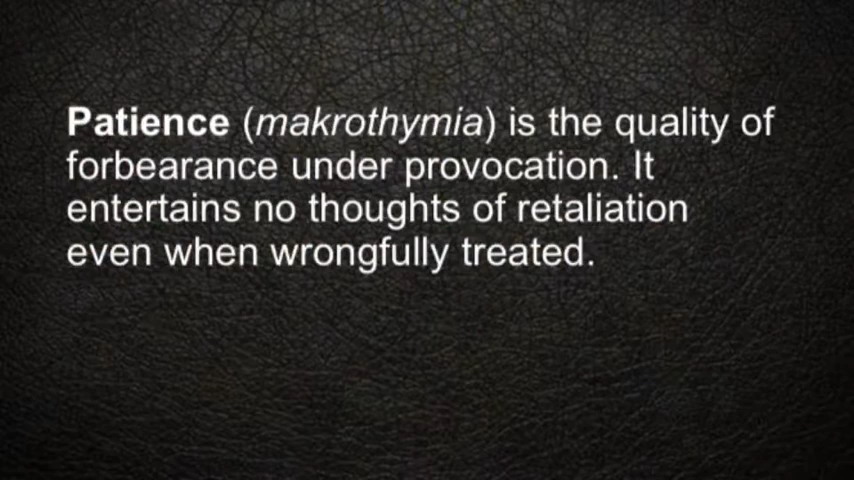 Patience (makrothymia) is the quality of
forbearance under provocation. It
entertains no thoughts of retaliation
even when wrongfully treated.